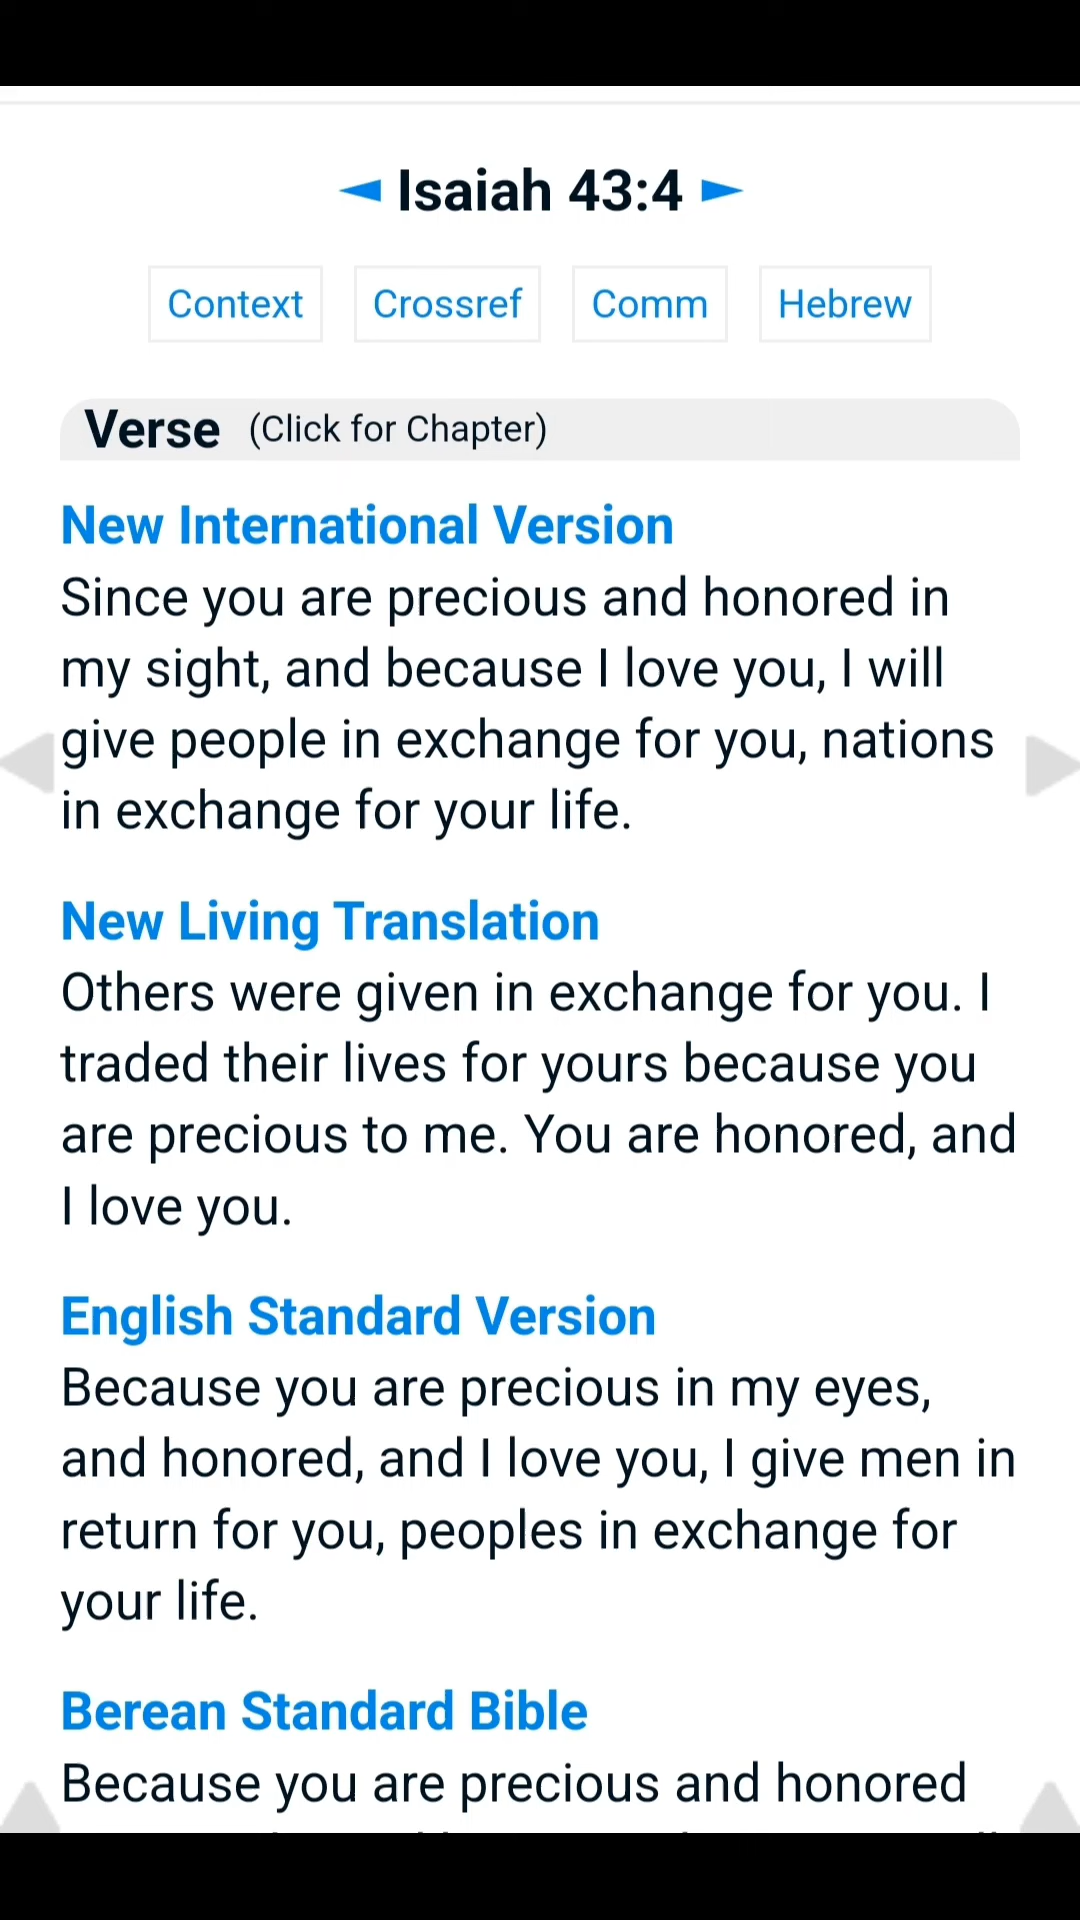 ◄ Isaiah 43:4 ►
Context Crossref Comm Hebrew
Verse (Click for Chapter)
New International Version
Since you are precious and honored in
my sight, and because I love you, I will
give people in exchange for you, nations
in exchange for your life.
New Living Translation
Others were given in exchange for you. I
traded their lives for yours because you
are precious to me. You are honored, and
I love you.
English Standard Version
Because you are precious in my eyes,
and honored, and I love you, I give men in
return for you, peoples in exchange for
your life.
Berean Standard Bible
Because you are precious and honored